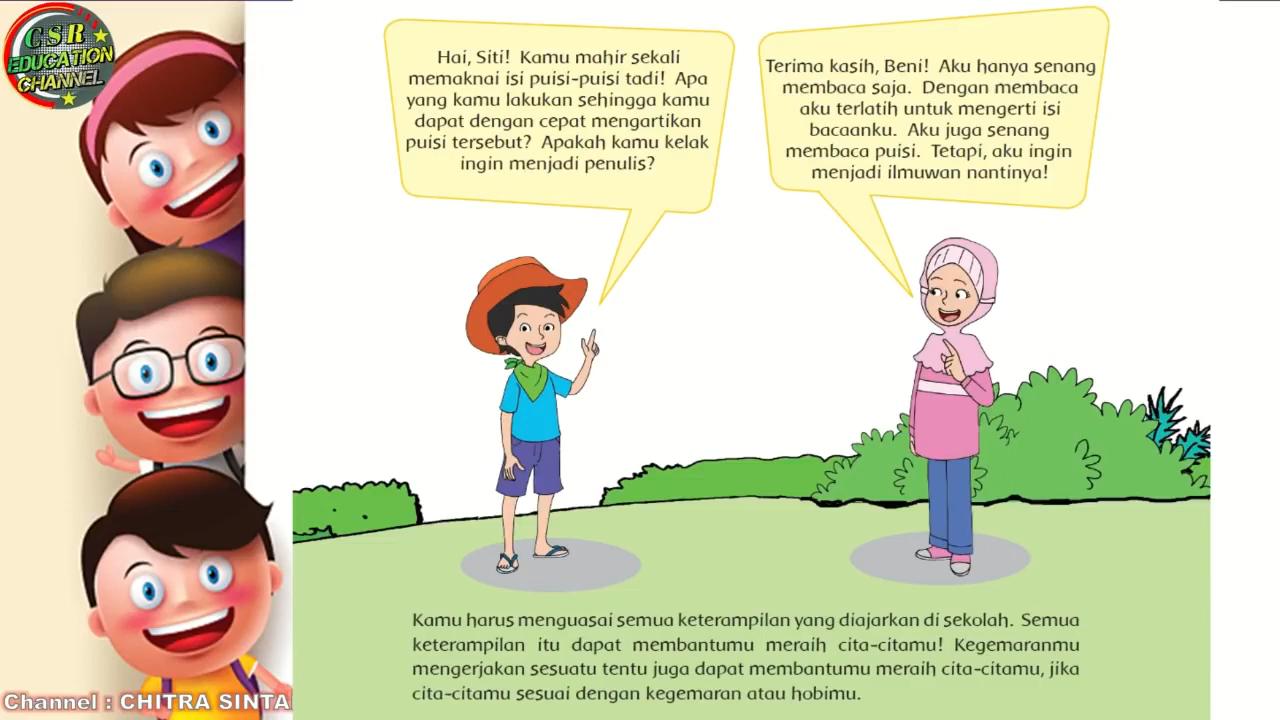 CSR
EDUCATION
CHANNEL
Hai, Siti! Kamu mahir sekali
memaknai isi puisi-puisi tadi! Apa
yang kamu lakukan sehingga kamu
dapat dengan cepat mengartikan
puisi tersebut? Apakah kamu kelak
ingin menjadi penulis?
Terima kasih, Beni! Aku hanya senang
membaca saja. Dengan membaca
aku terlatih untuk mengerti isi
bacaanku. Aku juga senang
membaca puisi. Tetapi, aku ingin
menjadi ilmuwan nantinya!
Kamu harus menguasai semua keterampilan yang diajarkan di sekolah. Semua
keterampilan itu dapat membantumu meraih cita-citamu! Kegemaranmu
mengerjakan sesuatu tentu juga dapat membantumu meraih cita-citamu, jika
cita-citamu sesuai dengan kegemaran atau hobimu.
Channel : CHITRA SINTA